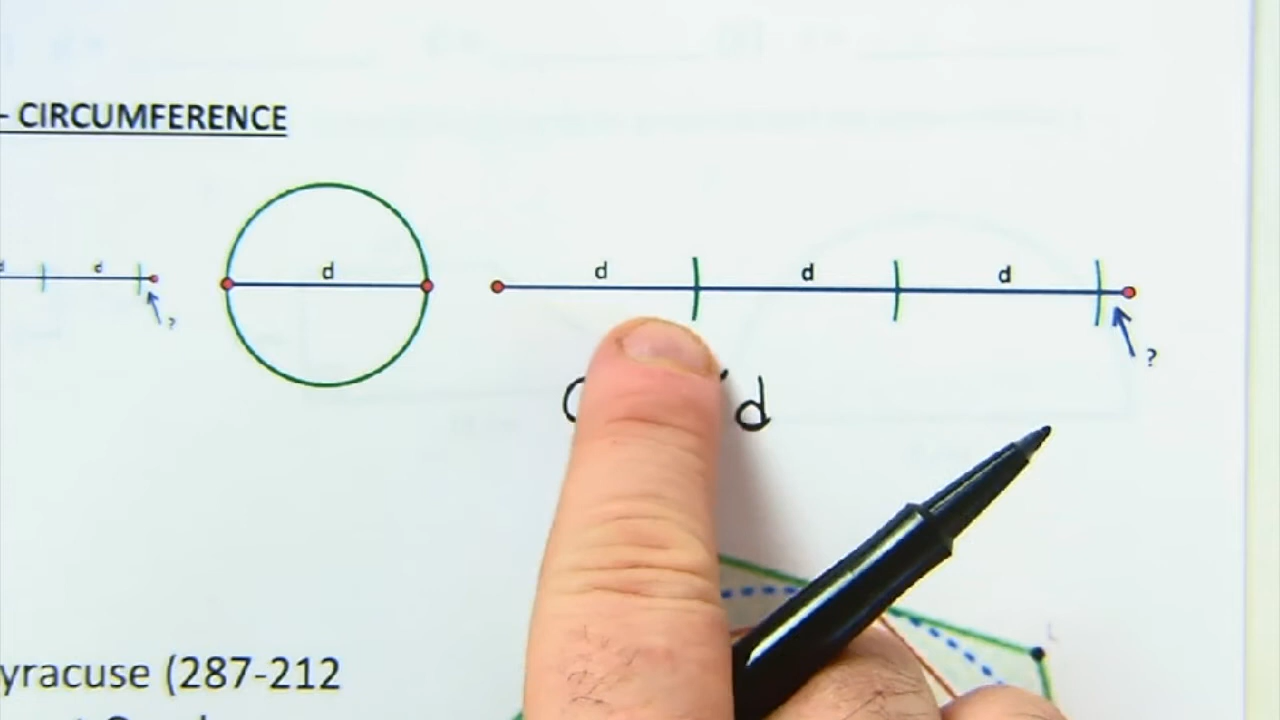 - CIRCUMFERENCE
d d d d d
? ?
d
yracuse (287-212
L